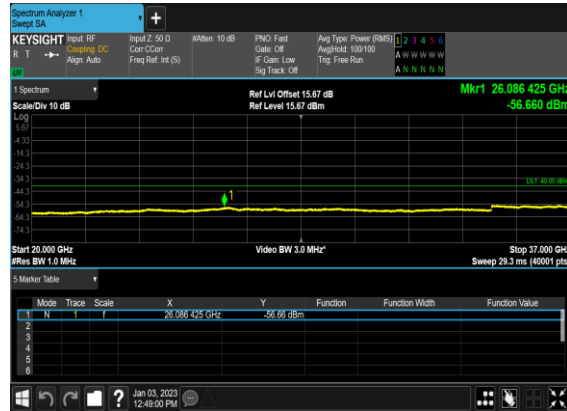 Spectrum Analyzer 1
Swept SA
KEYSIGHT Input: RF Input Z: 50 Ω #Atten: 10 dB PNO: Fast Avg Type: Power (RMS) 1 2 3 4 5 6
R T Coupling: DC Corr CCorr Gate: Off Avg|Hold: 100/100 A W W W W W
Align: Auto Freq Ref: Int (S) IF Gain: Low Trig: Free Run
LW Sig Track: Off A N N N N N
1 Spectrum Ref Lvl Offset 15.67 dB Mkr1 26.086 425 GHz
Scale/Div 10 dB Ref Level 15.67 dBm -56.660 dBm
Log
5.67
-4.33
-14.3
-24.3
-34.3
DL1 -40.00 dBm
-44.3
1
-54.3
-64.3
-74.3
Start 20.000 GHz Video BW 3.0 MHz* Stop 37.000 GHz
#Res BW 1.0 MHz Sweep 29.3 ms (40001 pts)
5 Marker Table
Mode Trace Scale X Y Function Function Width Function Value
1 N 1 f 26.086 425 GHz -56.66 dBm
2
3
4
5
6
? Jan 03, 2023
12:49:00 PM